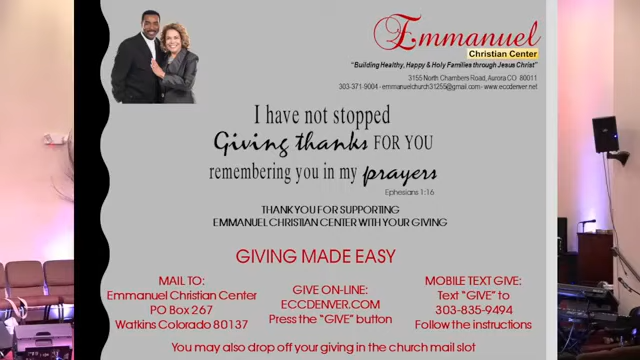 Emmanuel
Christian Center
"Building Healthy, Happy & Holy Families through Jesus Christ"
3155 North Chambers Road, Aurora CO 80011
303-371-9004 - emmanuelchurch31255@gmail.com - www.eccdenver.net
I have not stopped
Giving thanks FOR YOU
remembering you in my prayers
Ephesians 1:16
THANK YOU FOR SUPPORTING
EMMANUEL CHRISTIAN CENTER WITH YOUR GIVING
GIVING MADE EASY
MAIL TO:
Emmanuel Christian Center
PO Box 267
Watkins Colorado 80137
GIVE ON-LINE:
ECCDENVER.COM
Press the "GIVE" button
MOBILE TEXT GIVE:
Text "GIVE" to
303-835-9494
Follow the instructions
You may also drop off your giving in the church mail slot